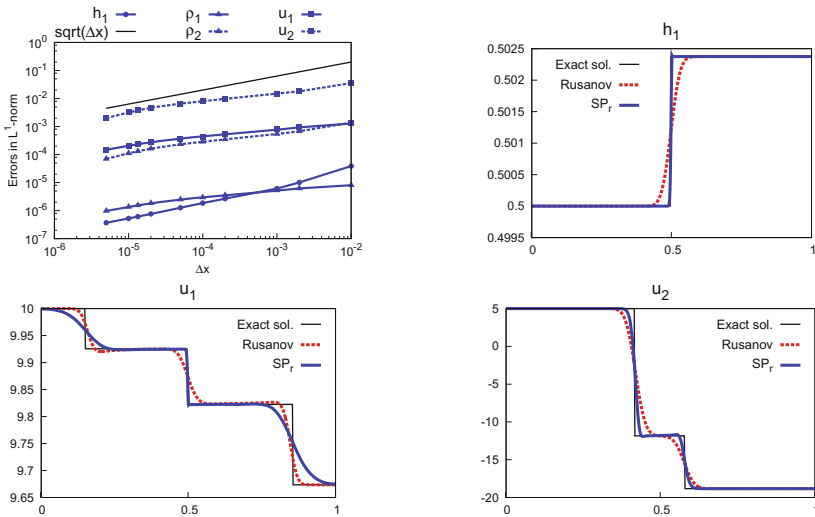 h1 ρ1 u1
sqrt(Δx) ρ2 u2
10^0
10^-1
10^-2
10^-3
10^-4
10^-5
10^-6
10^-7
Errors in L^1-norm
10^-6 10^-5 10^-4 10^-3 10^-2
Δx
h1
0.5025
0.502
0.5015
0.501
0.5005
0.5
0.4995
Exact sol.
Rusanov
SPr
0 0.5 1
u1
10
9.95
9.9
9.85
9.8
9.75
9.7
9.65
Exact sol.
Rusanov
SPr
0 0.5 1
u2
5
0
-5
-10
-15
-20
Exact sol.
Rusanov
SPr
0 0.5 1